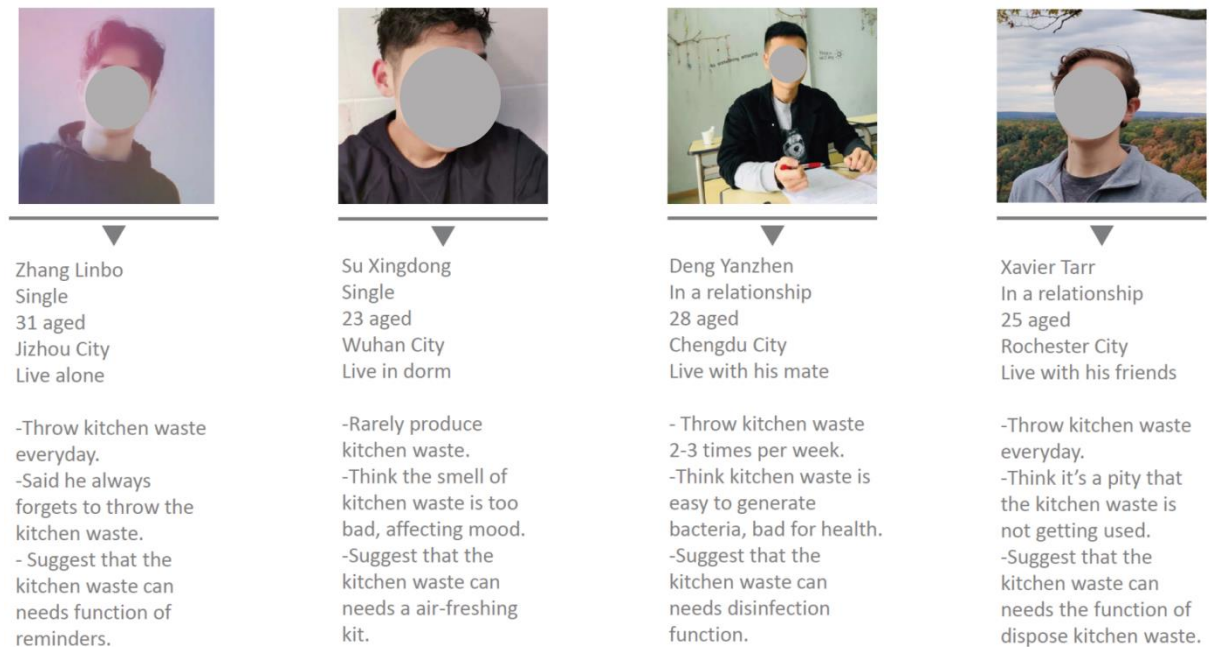 Zhang Linbo
Single
31 aged
Jizhou City
Live alone
-Throw kitchen waste
everyday.
-Said he always
forgets to throw the
kitchen waste.
- Suggest that the
kitchen waste can
needs function of
reminders.
Su Xingdong
Single
23 aged
Wuhan City
Live in dorm
-Rarely produce
kitchen waste.
-Think the smell of
kitchen waste is too
bad, affecting mood.
-Suggest that the
kitchen waste can
needs a air-freshing
kit.
Deng Yanzhen
In a relationship
28 aged
Chengdu City
Live with his mate
- Throw kitchen waste
2-3 times per week.
-Think kitchen waste is
easy to generate
bacteria, bad for health.
-Suggest that the
kitchen waste can
needs disinfection
function.
Xavier Tarr
In a relationship
25 aged
Rochester City
Live with his friends
-Throw kitchen waste
everyday.
-Think it's a pity that
the kitchen waste is
not getting used.
-Suggest that the
kitchen waste can
needs the function of
dispose kitchen waste.